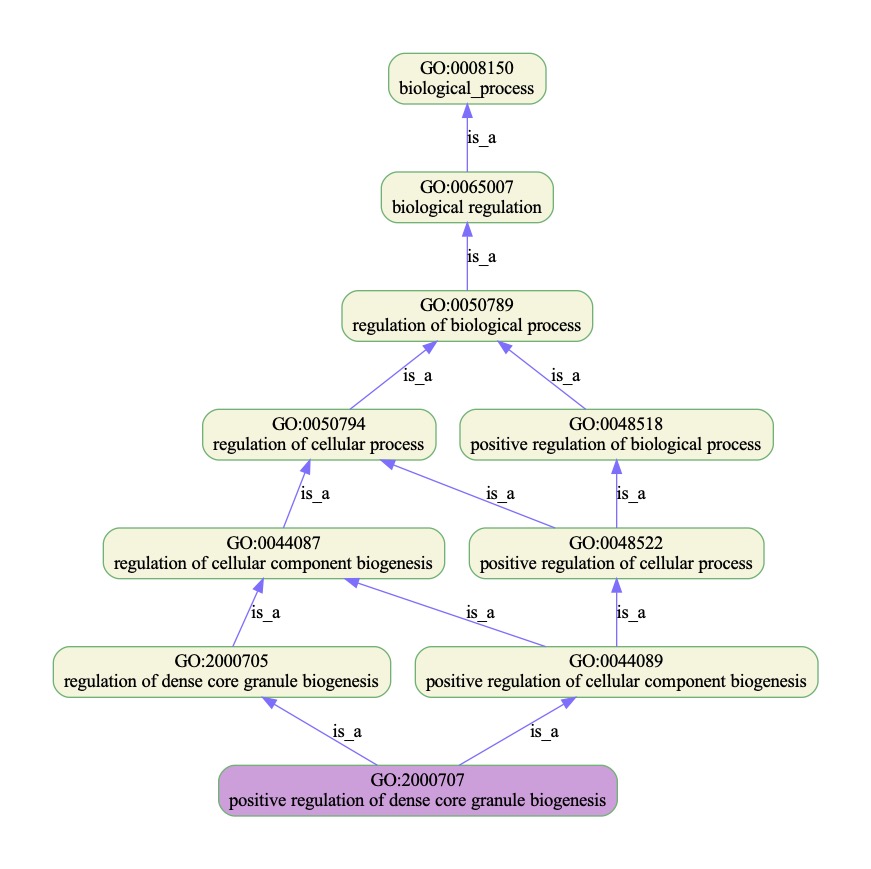 GO:0008150
biological_process
is_a
GO:0065007
biological regulation
is_a
GO:0050789
regulation of biological process
is_a
is_a
GO:0050794
regulation of cellular process
GO:0048518
positive regulation of biological process
is_a
is_a
is_a
GO:0044087
regulation of cellular component biogenesis
GO:0048522
positive regulation of cellular process
is_a
is_a
is_a
GO:2000705
regulation of dense core granule biogenesis
GO:0044089
positive regulation of cellular component biogenesis
is_a
is_a
GO:2000707
positive regulation of dense core granule biogenesis